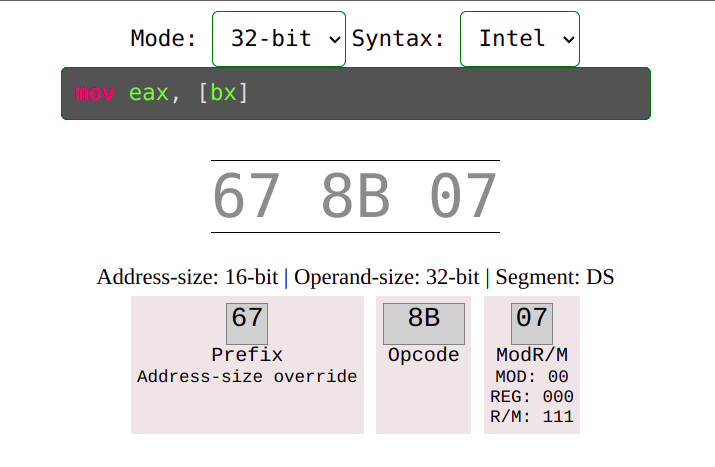 Mode: 32-bit Syntax: Intel
mov eax, [bx]
67 8B 07
Address-size: 16-bit | Operand-size: 32-bit | Segment: DS
67 8B 07
Prefix Opcode ModR/M
Address-size override MOD: 00
REG: 000
R/M: 111